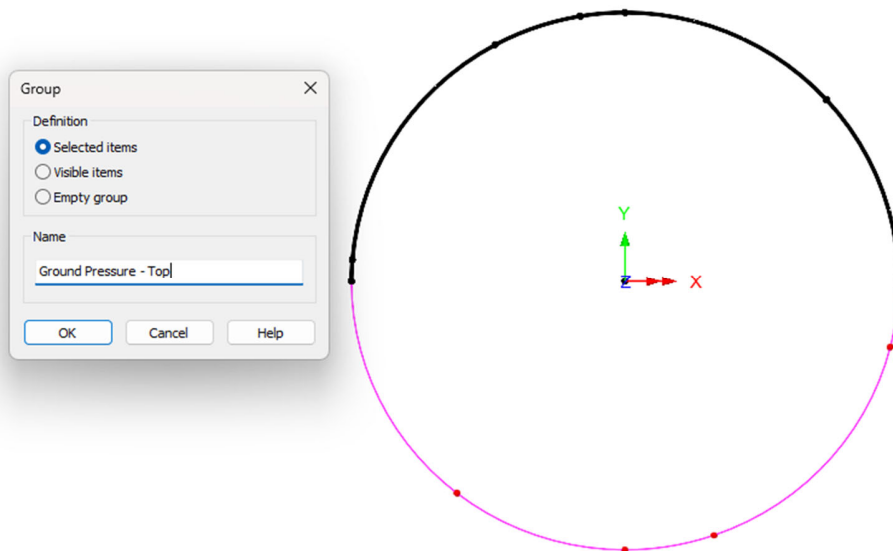 Group
Definition
Selected items
Visible items
Empty group
Name
Ground Pressure - Top
OK Cancel Help
Y
Z X